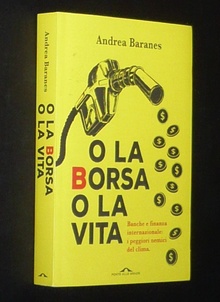 Andrea Baranes
O LA BORSA
O LA VITA
Andrea Baranes
O LA
BORSA
O LA
VITA
Banche e finanza
internazionale:
i peggiori nemici
del clima.